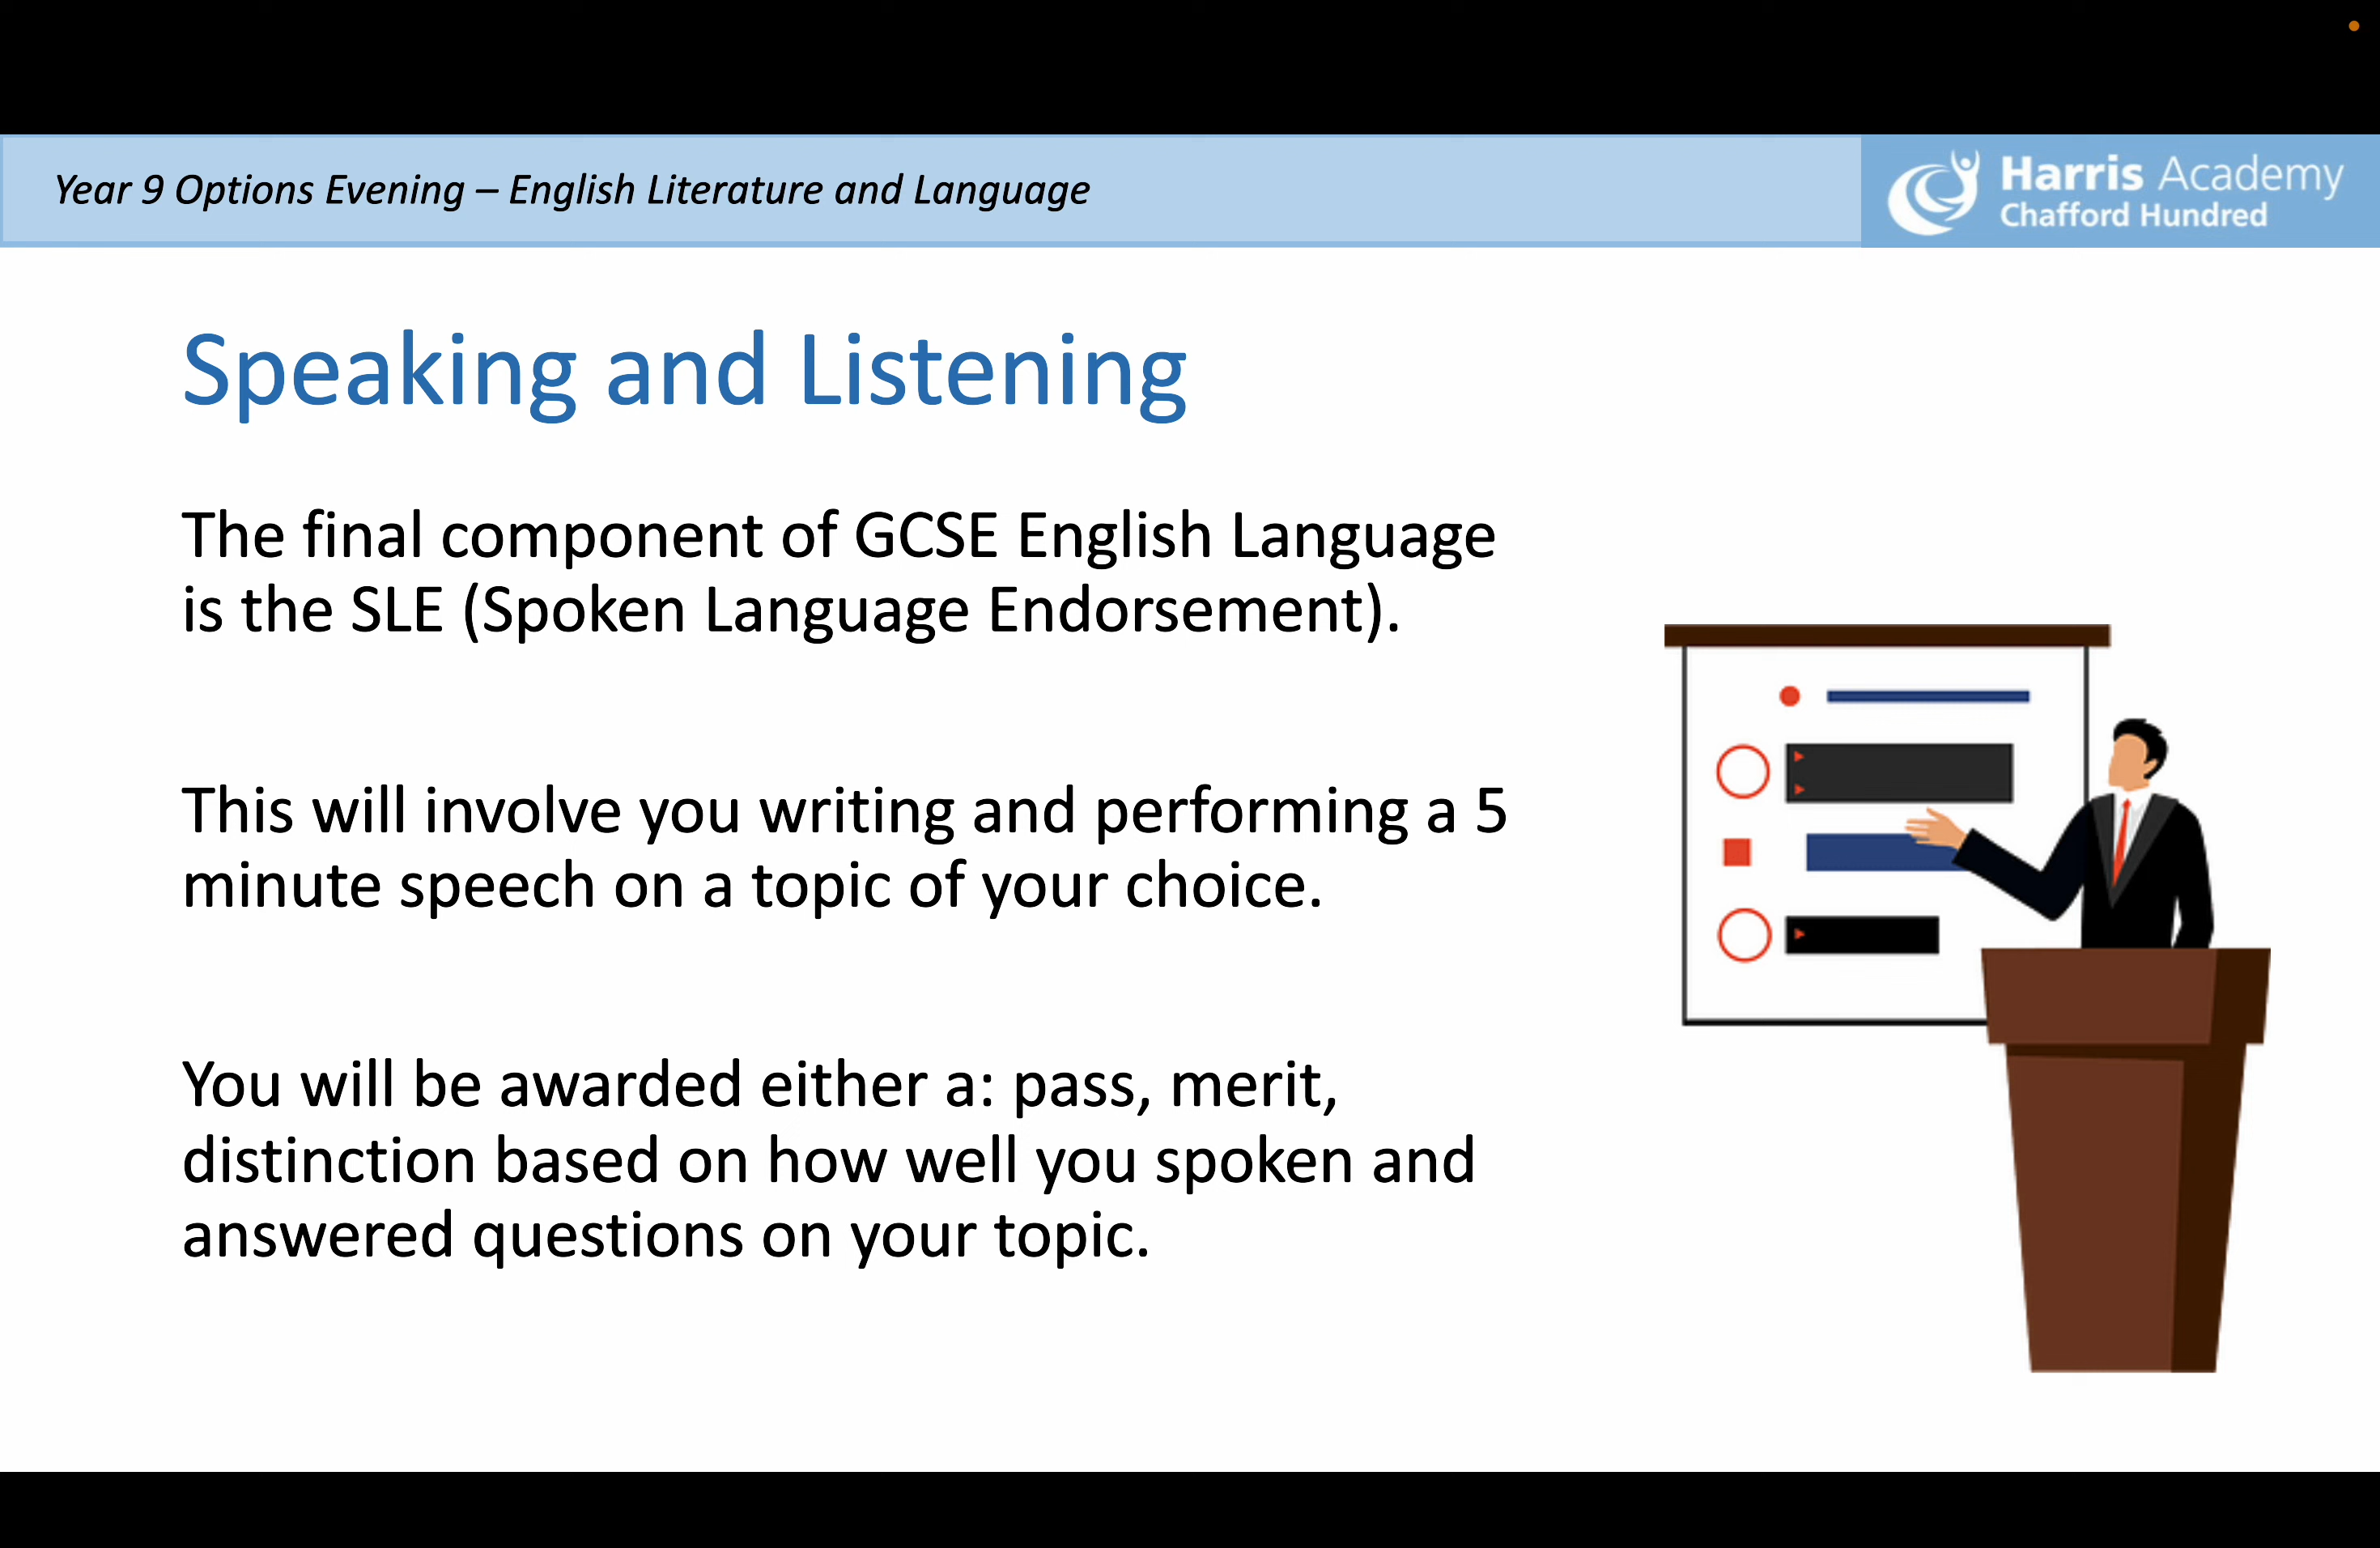 Year 9 Options Evening – English Literature and Language
Harris Academy
Chafford Hundred
Speaking and Listening
The final component of GCSE English Language
is the SLE (Spoken Language Endorsement).
This will involve you writing and performing a 5
minute speech on a topic of your choice.
You will be awarded either a: pass, merit,
distinction based on how well you spoken and
answered questions on your topic.